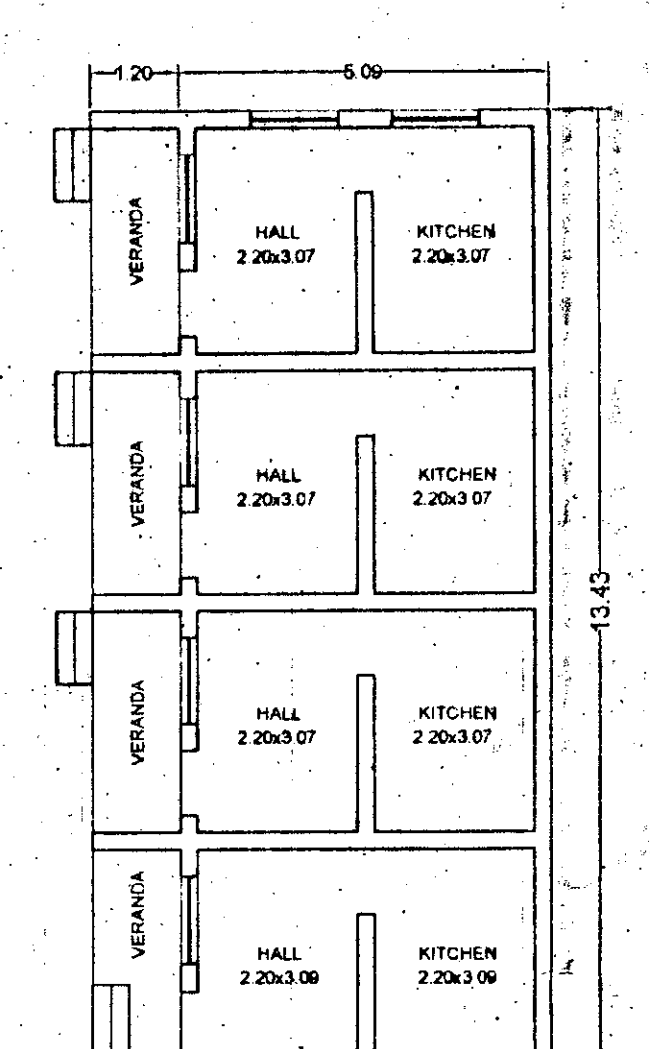 1.20
5.09
VERANDA
HALL
2.20x3.07
KITCHEN
2.20x3.07
VERANDA
HALL
2.20x3.07
KITCHEN
2.20x3.07
13.43
VERANDA
HALL
2.20x3.07
KITCHEN
2.20x3.07
VERANDA
HALL
2.20x3.09
KITCHEN
2.20x3.09